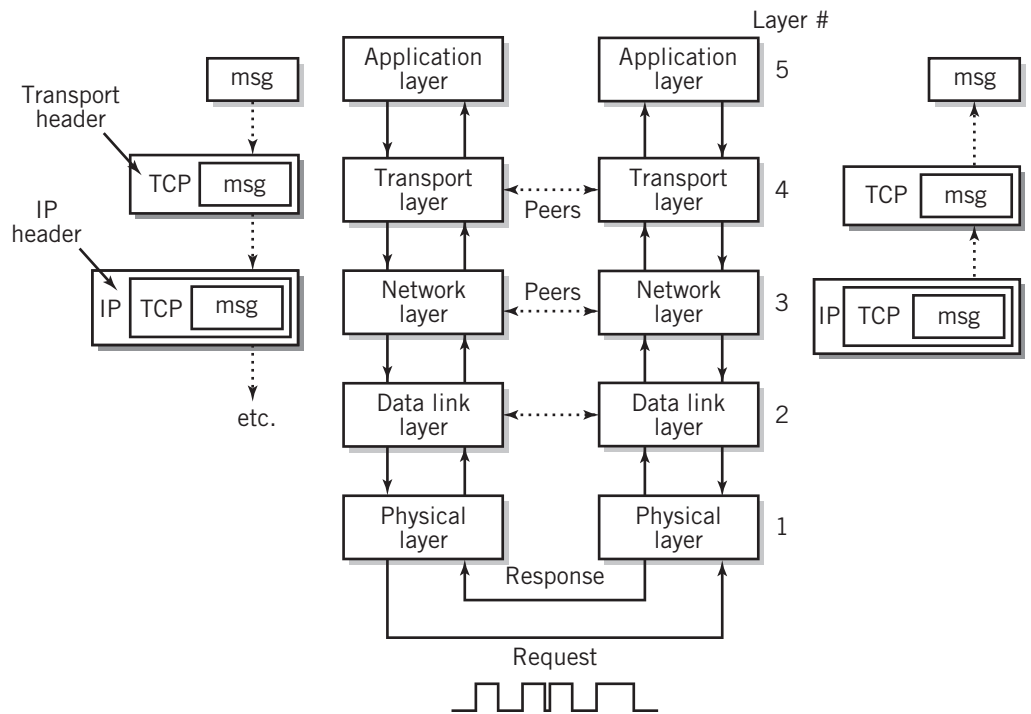 Layer #
Application
layer
Application
layer
5
msg
msg
Transport
header
TCP
msg
Transport
layer
Peers
Transport
layer
4
TCP
msg
IP
header
IP
TCP
msg
Network
layer
Peers
Network
layer
3
IP
TCP
msg
etc.
Data link
layer
Data link
layer
2
Physical
layer
Physical
layer
1
Response
Request